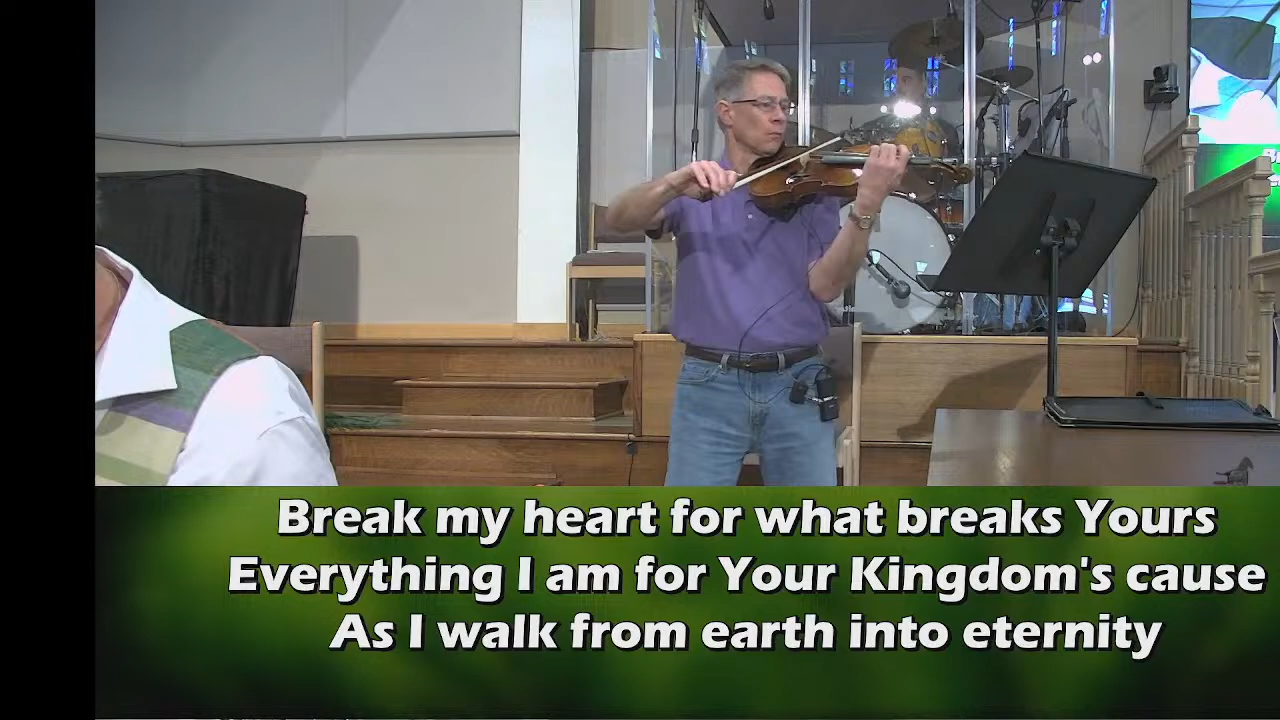 Break my heart for what breaks Yours
Everything I am for Your Kingdom's cause
As I walk from earth into eternity